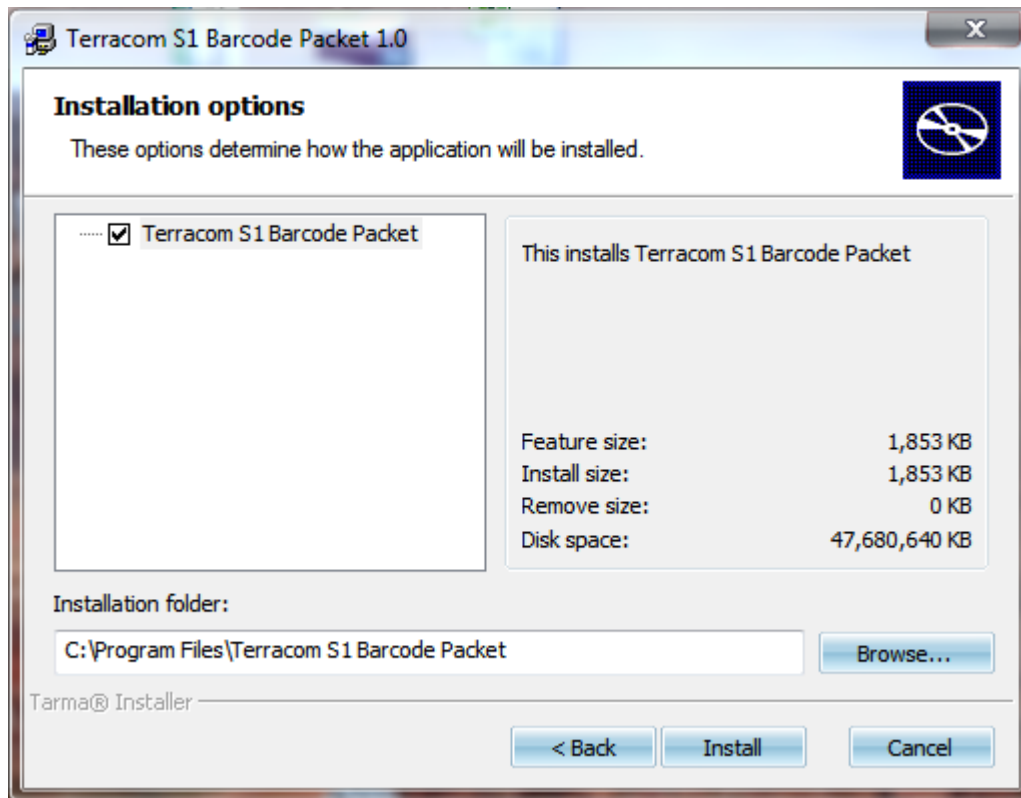 Terracom S1 Barcode Packet 1.0
Installation options
These options determine how the application will be installed.
Terracom S1 Barcode Packet
This installs Terracom S1 Barcode Packet
Feature size: 1,853 KB
Install size: 1,853 KB
Remove size: 0 KB
Disk space: 47,680,640 KB
Installation folder:
C:\Program Files\Terracom S1 Barcode Packet
Browse...
Tarma® Installer
< Back Install Cancel